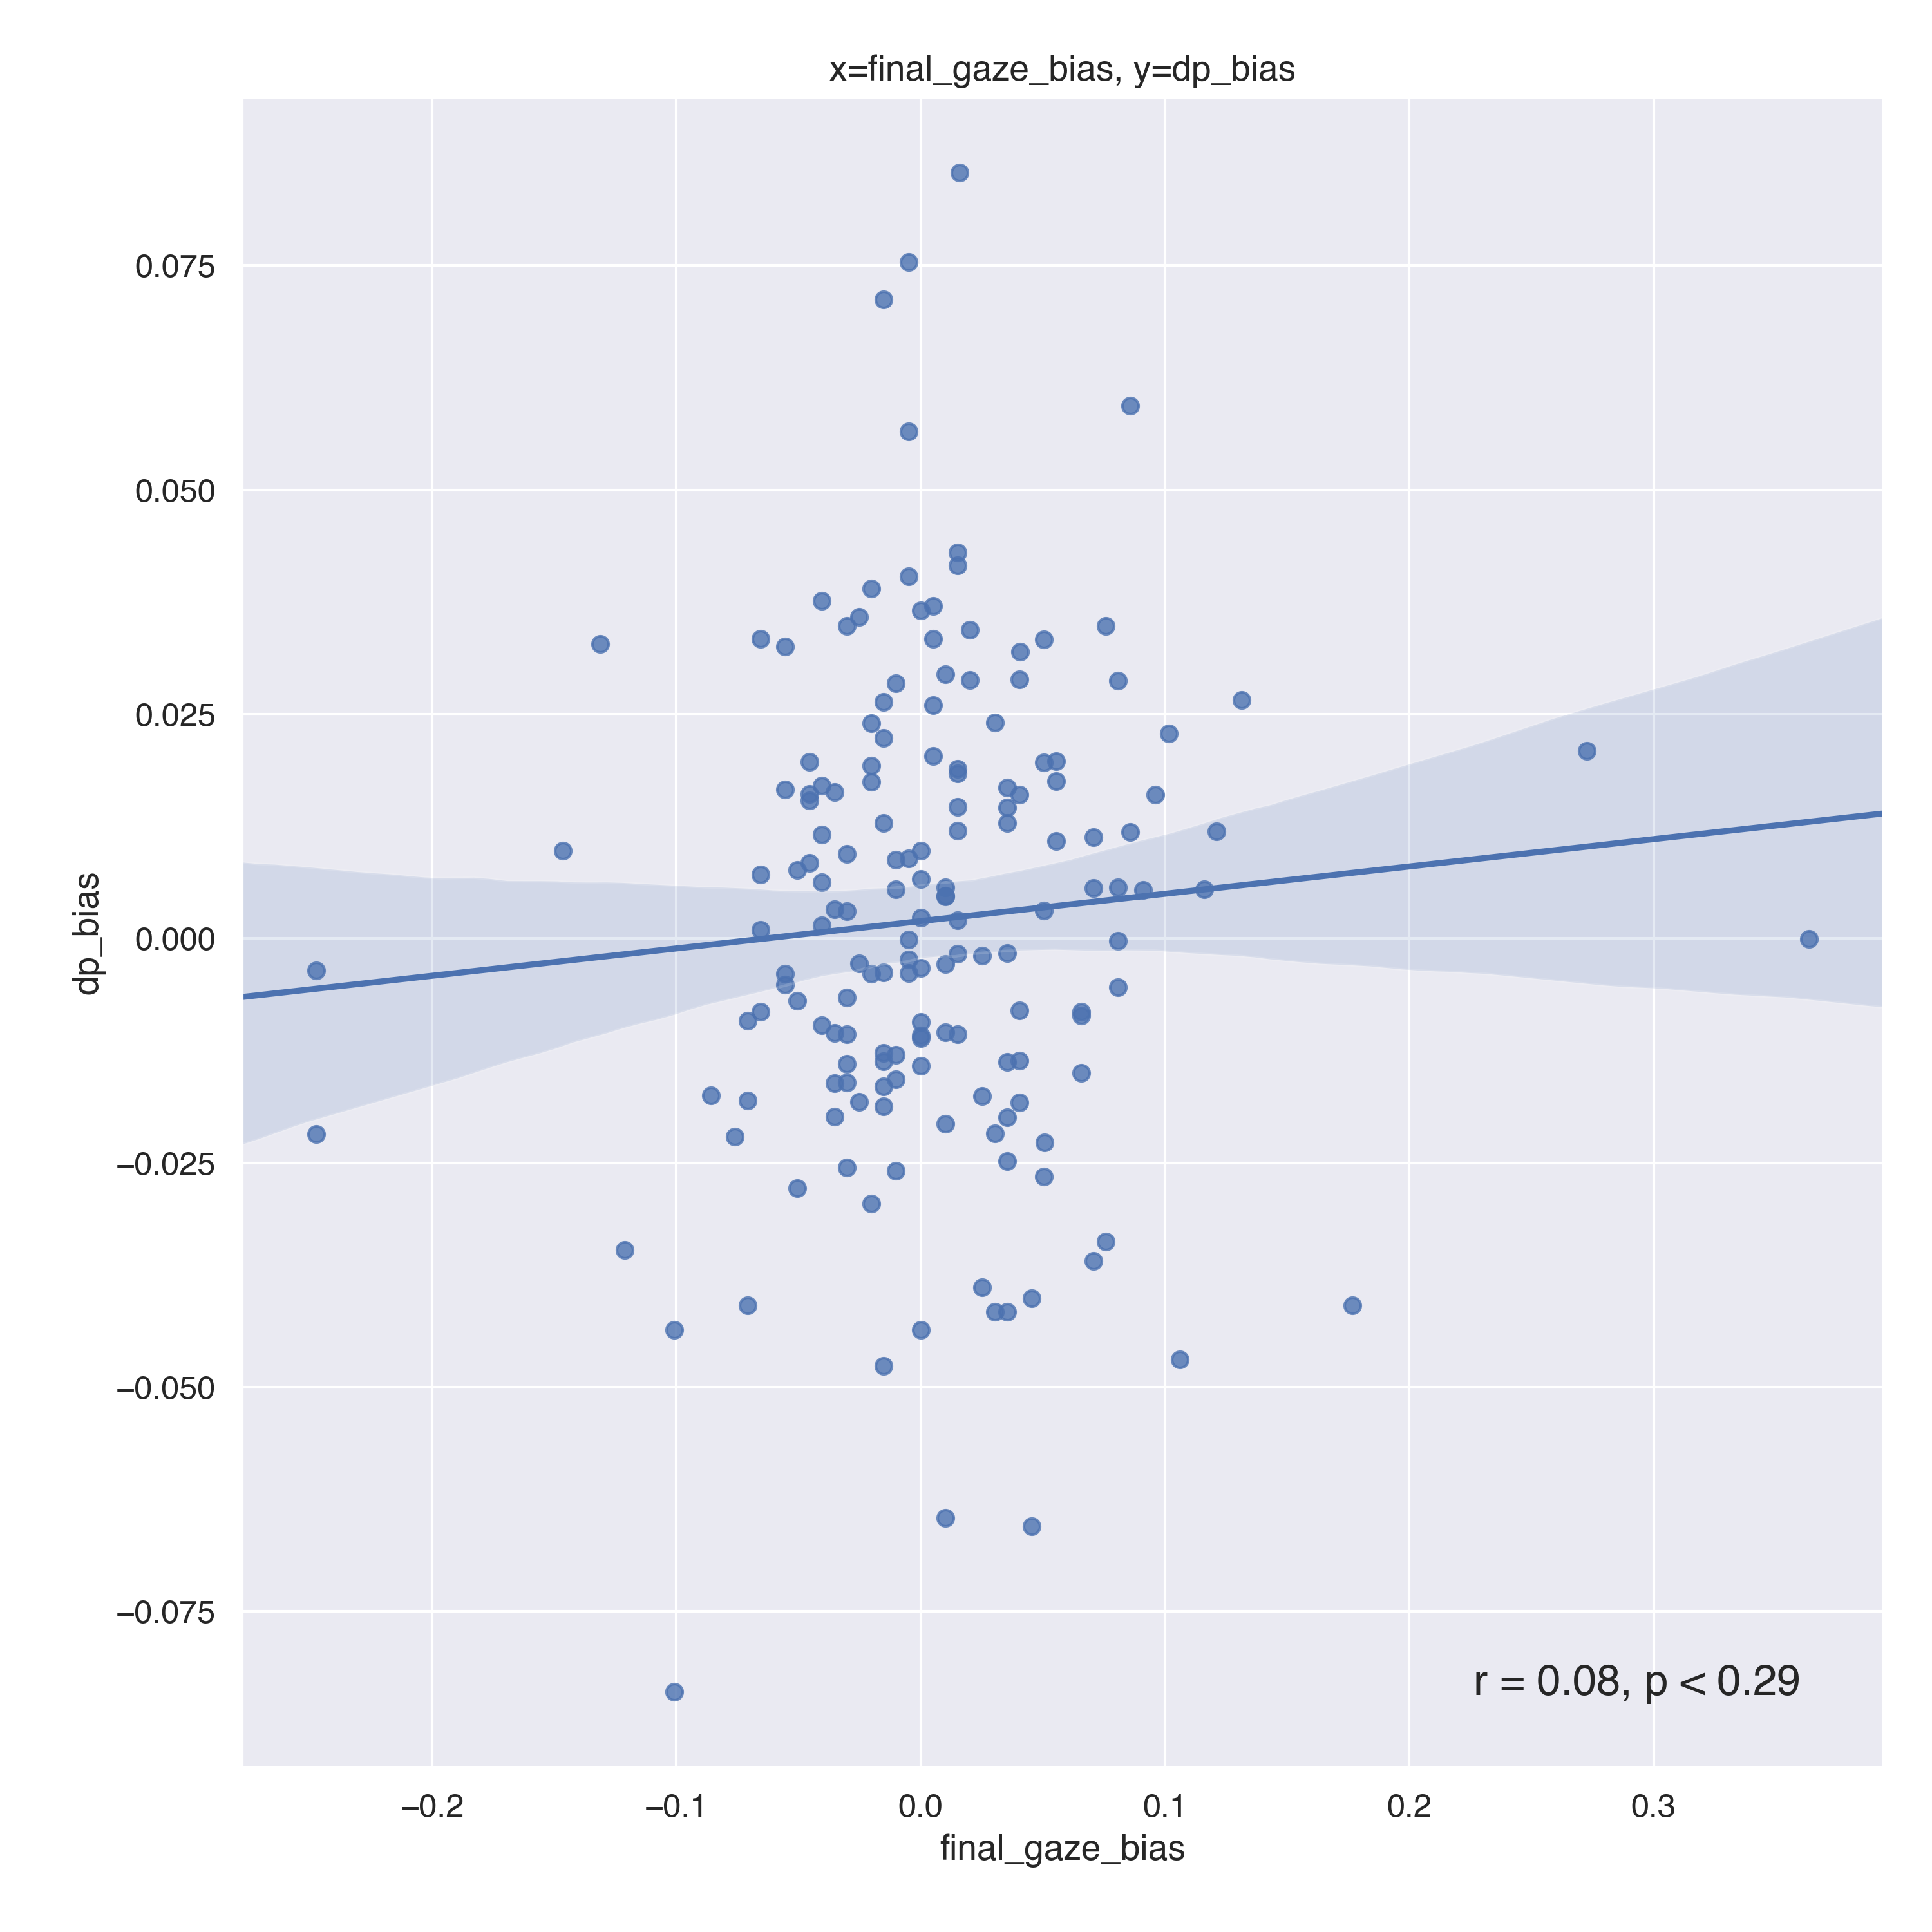 x=final_gaze_bias, y=dp_bias
0.075
0.050
0.025
0.000
−0.025
−0.050
−0.075
dp_bias
r = 0.08, p < 0.29
−0.2 −0.1 0.0 0.1 0.2 0.3
final_gaze_bias